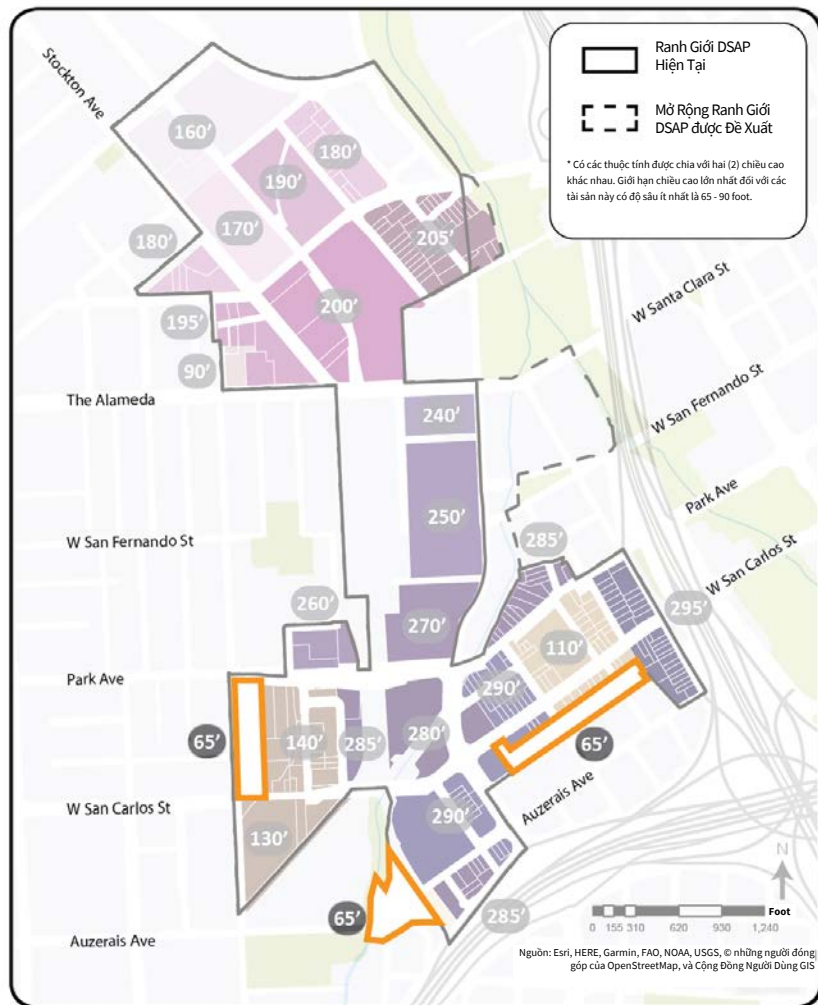 Ranh Giới DSAP
Hiện Tại
Mở Rộng Ranh Giới
DSAP được Đề Xuất
* Có các thuộc tính được chia với hai (2) chiều cao
khác nhau. Giới hạn chiều cao lớn nhất đối với các
tài sản này có độ sâu ít nhất là 65 - 90 foot.
Stockton Ave
160’
180’
190’
170’
180’
205’
200’
195’
90’
W Santa Clara St
The Alameda
W San Fernando St
240’
Park Ave
250’
W San Fernando St
W San Carlos St
285’
260’
295’
270’
110’
Park Ave
290’
65’
140’
285’
280’
65’
Auzerais Ave
W San Carlos St
290’
130’
65’
285’
Auzerais Ave
N
Foot
0 155 310 620 930 1,240
Nguồn: Esri, HERE, Garmin, FAO, NOAA, USGS, © những người đóng
góp của OpenStreetMap, và Cộng Đồng Người Dùng GIS